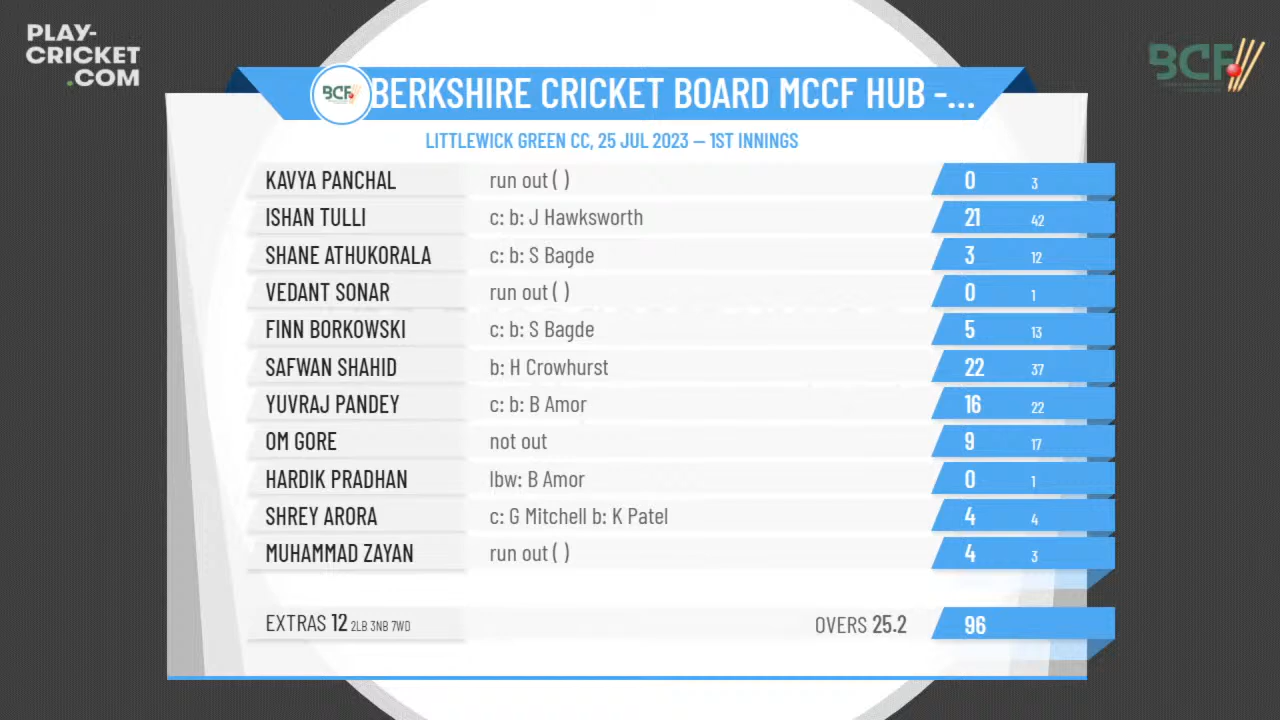 PLAY-
CRICKET
.COM
BCF
BCF
BERKSHIRE CRICKET BOARD MCCF HUB -...
LITTLEWICK GREEN CC, 25 JUL 2023 – 1ST INNINGS
KAVYA PANCHAL run out ( ) 0 3
ISHAN TULLI c: b: J Hawksworth 21 42
SHANE ATHUKORALA c: b: S Bagde 3 12
VEDANT SONAR run out ( ) 0 1
FINN BORKOWSKI c: b: S Bagde 5 13
SAFWAN SHAHID b: H Crowhurst 22 37
YUVRAJ PANDEY c: b: B Amor 16 22
OM GORE not out 9 17
HARDIK PRADHAN lbw: B Amor 0 1
SHREY ARORA c: G Mitchell b: K Patel 4 4
MUHAMMAD ZAYAN run out ( ) 4 3
EXTRAS 12 2LB 3NB 7WD OVERS 25.2 96